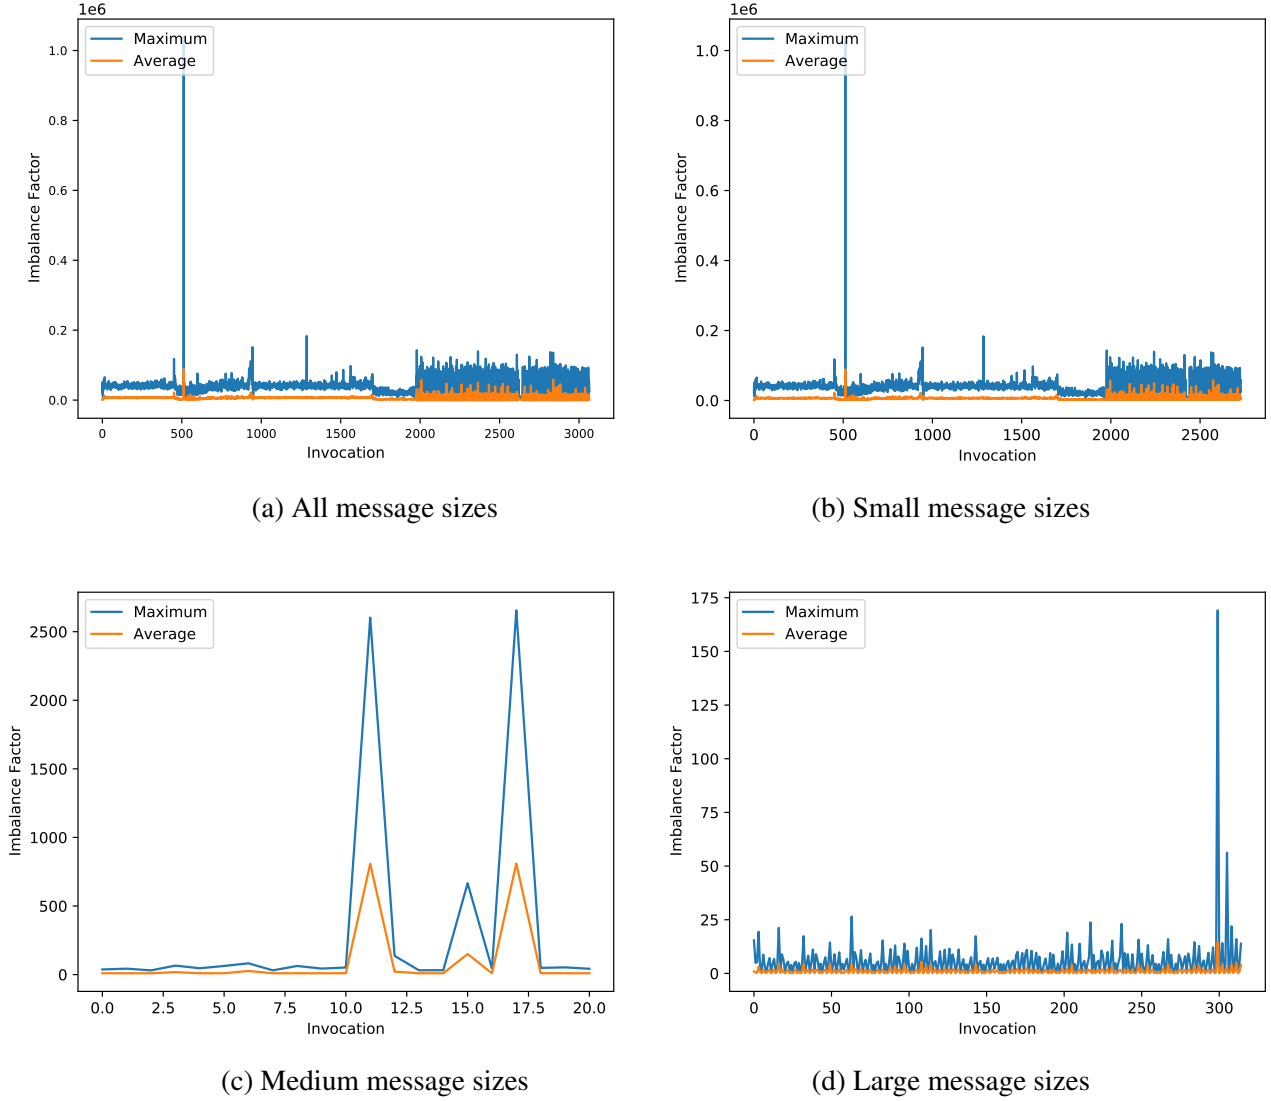 1e6
Maximum
Average
1.0
0.8
0.6
0.4
0.2
0.0
Imbalance Factor
0 500 1000 1500 2000 2500 3000
Invocation
(a) All message sizes
1e6
Maximum
Average
1.0
0.8
0.6
0.4
0.2
0.0
Imbalance Factor
0 500 1000 1500 2000 2500
Invocation
(b) Small message sizes
Maximum
Average
2500
2000
1500
1000
500
0
Imbalance Factor
0.0 2.5 5.0 7.5 10.0 12.5 15.0 17.5 20.0
Invocation
(c) Medium message sizes
Maximum
Average
175
150
125
100
75
50
25
0
Imbalance Factor
0 50 100 150 200 250 300
Invocation
(d) Large message sizes